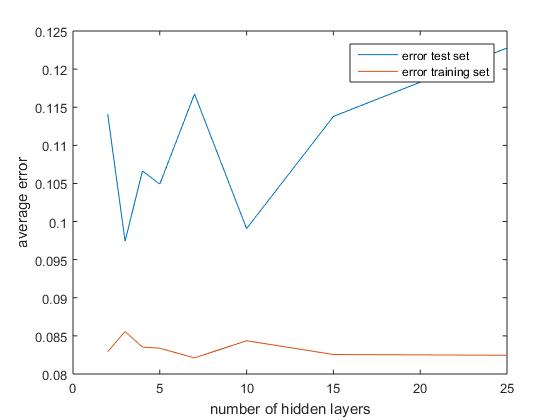 0.125
error test set
error training set
0.12
0.115
0.11
0.105
0.1
0.095
0.09
0.085
0.08
0 5 10 15 20 25
average error
number of hidden layers